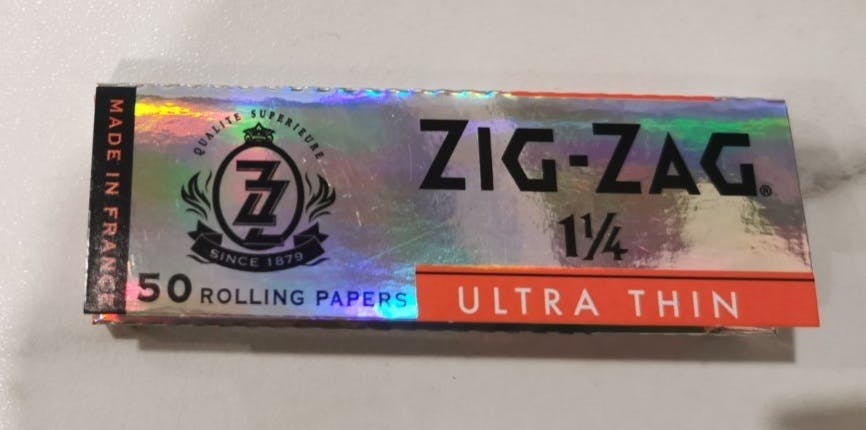 MADE IN FRANCE
QUALITE SUPERIEURE
ZZ
SINCE 1879
50 ROLLING PAPERS
ZIG-ZAG®
1¼
ULTRA THIN